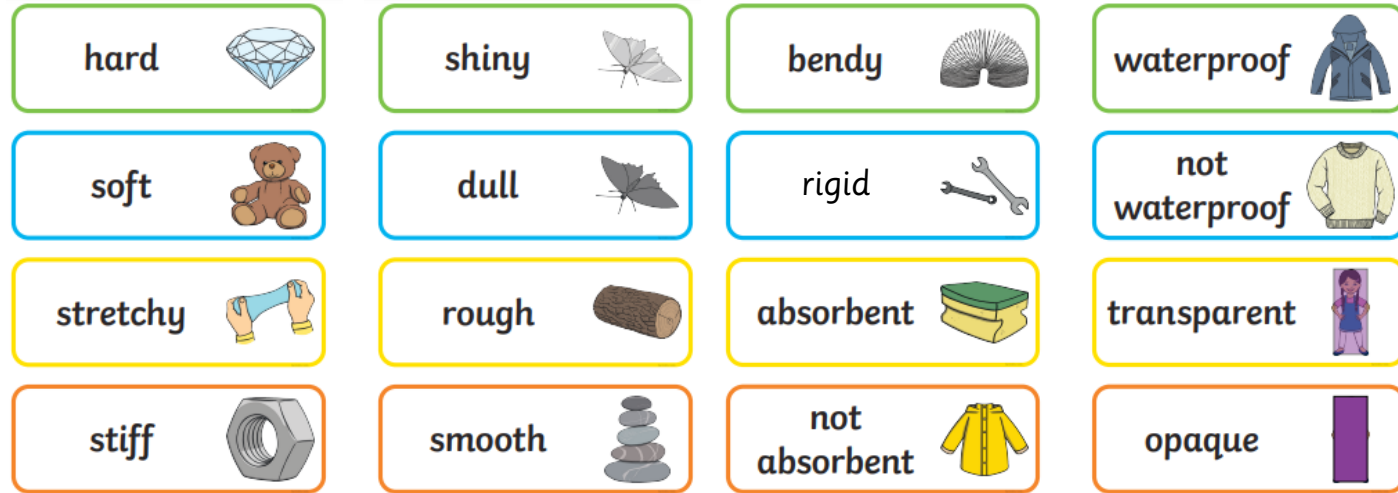 hard
shiny
bendy
waterproof
soft
dull
rigid
not
waterproof
stretchy
rough
absorbent
transparent
stiff
smooth
not
absorbent
opaque